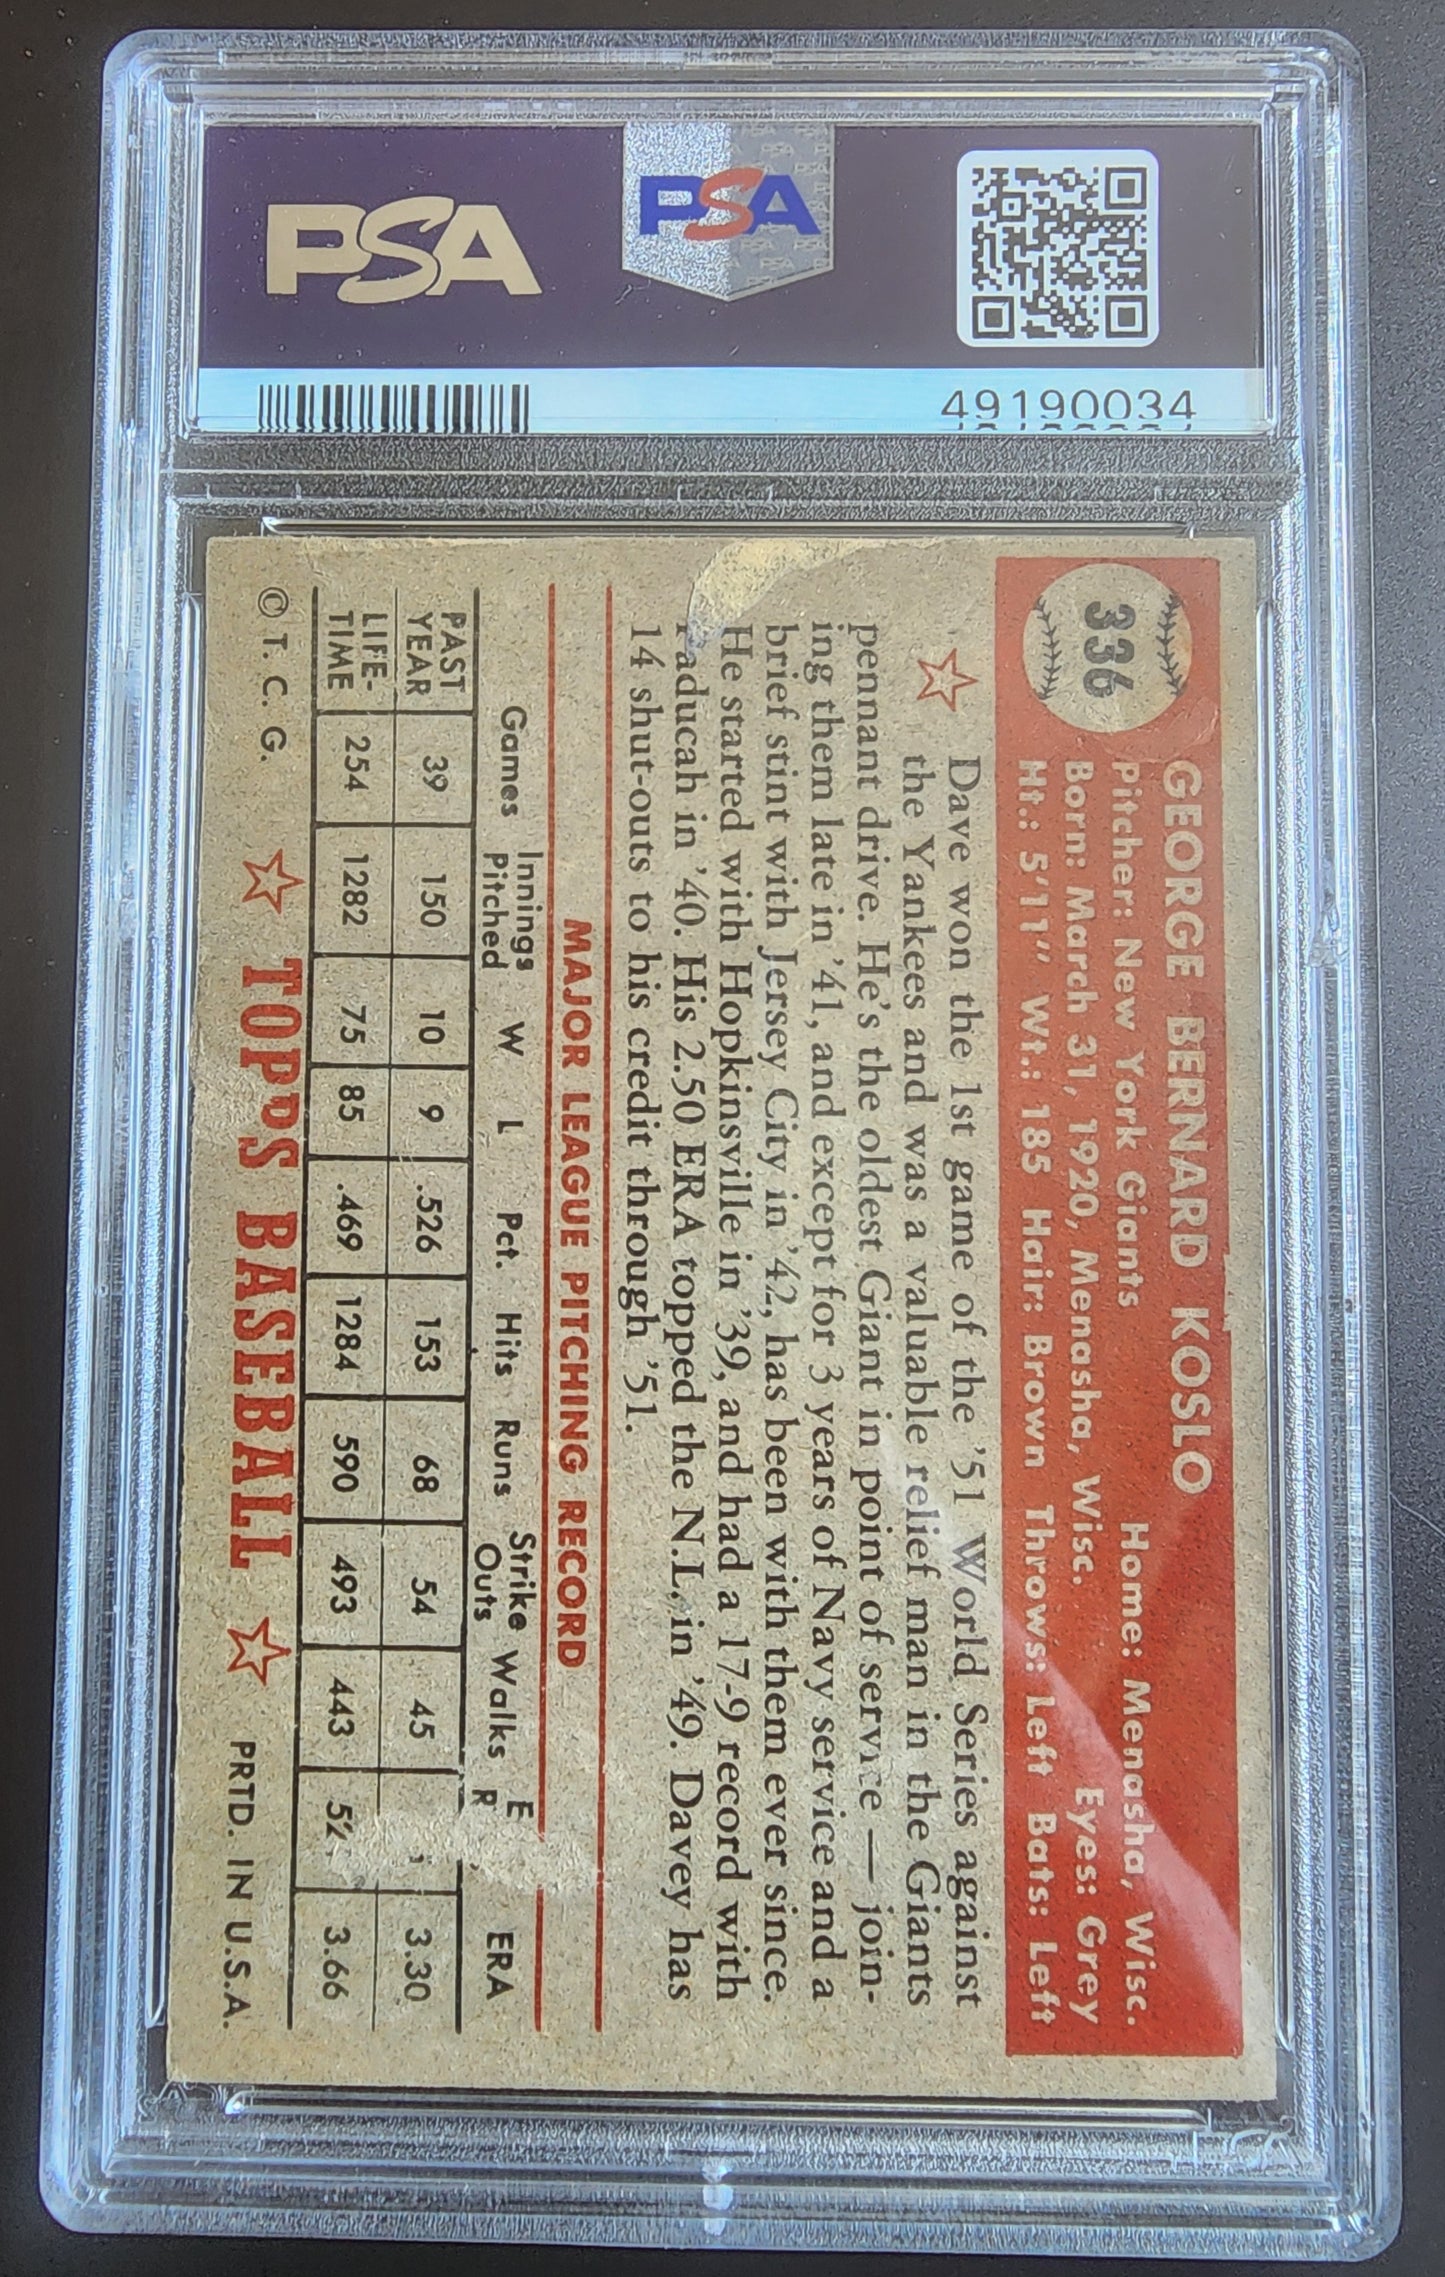 PSA
PSA
49190034
336
GEORGE BERNARD KOSLO
Pitcher: New York Giants Home: Menasha, Wisc.
Born: March 31, 1920, Menasha, Wisc. Eyes: Grey
Ht.: 5'11" Wt.: 185 Hair: Brown Throws: Left Bats: Left
Dave won the 1st game of the '51 World Series against
the Yankees and was a valuable relief man in the Giants
pennant drive. He's the oldest Giant in point of service — join-
ing them late in '41, and except for 3 years of Navy service and a
brief stint with Jersey City in '42, has been with them ever since.
He started with Hopkinsville in '39, and had a 17-9 record with
Paducah in '40. His 2.50 ERA topped the N.L. in '49. Davey has
14 shut-outs to his credit through '51.
MAJOR LEAGUE PITCHING RECORD
Games Innings Pitched W L Pct. Hits Runs Strike Outs Walks E R ERA
PAST YEAR 39 150 10 9 .526 153 68 54 45 3.30
LIFE-TIME 254 1282 75 85 .469 1284 590 493 443 3.66
© T. C. G. TOPPS BASEBALL PRTD. IN U.S.A.